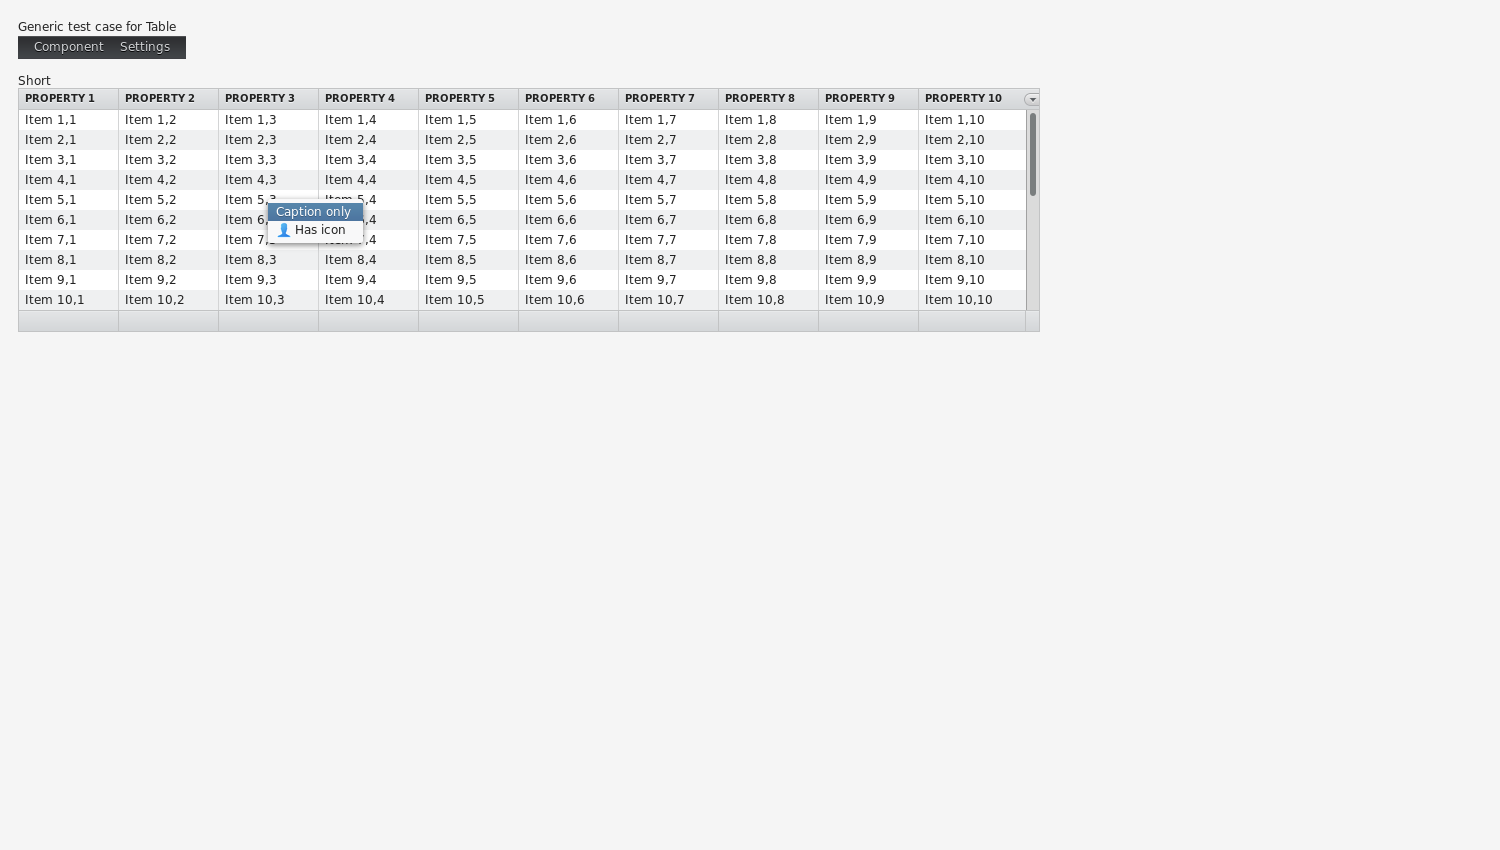 Generic test case for Table
Component Settings
Short
PROPERTY 1 PROPERTY 2 PROPERTY 3 PROPERTY 4 PROPERTY 5 PROPERTY 6 PROPERTY 7 PROPERTY 8 PROPERTY 9 PROPERTY 10
Item 1,1 Item 1,2 Item 1,3 Item 1,4 Item 1,5 Item 1,6 Item 1,7 Item 1,8 Item 1,9 Item 1,10
Item 2,1 Item 2,2 Item 2,3 Item 2,4 Item 2,5 Item 2,6 Item 2,7 Item 2,8 Item 2,9 Item 2,10
Item 3,1 Item 3,2 Item 3,3 Item 3,4 Item 3,5 Item 3,6 Item 3,7 Item 3,8 Item 3,9 Item 3,10
Item 4,1 Item 4,2 Item 4,3 Item 4,4 Item 4,5 Item 4,6 Item 4,7 Item 4,8 Item 4,9 Item 4,10
Item 5,1 Item 5,2 Item 5,3 Item 5,4 Item 5,5 Item 5,6 Item 5,7 Item 5,8 Item 5,9 Item 5,10
Caption only
Item 6,1 Item 6,2 Item 6, ,4 Item 6,5 Item 6,6 Item 6,7 Item 6,8 Item 6,9 Item 6,10
Has icon
Item 7,1 Item 7,2 Item 7, ,4 Item 7,5 Item 7,6 Item 7,7 Item 7,8 Item 7,9 Item 7,10
Item 8,1 Item 8,2 Item 8,3 Item 8,4 Item 8,5 Item 8,6 Item 8,7 Item 8,8 Item 8,9 Item 8,10
Item 9,1 Item 9,2 Item 9,3 Item 9,4 Item 9,5 Item 9,6 Item 9,7 Item 9,8 Item 9,9 Item 9,10
Item 10,1 Item 10,2 Item 10,3 Item 10,4 Item 10,5 Item 10,6 Item 10,7 Item 10,8 Item 10,9 Item 10,10